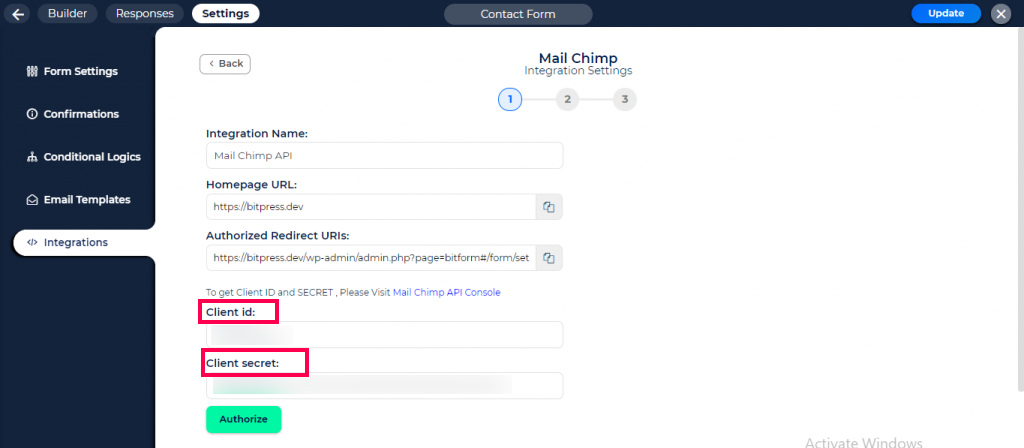 Builder Responses Settings Contact Form Update
Form Settings
Confirmations
Conditional Logics
Email Templates
Integrations
Back
Mail Chimp
Integration Settings
1 2 3
Integration Name:
Mail Chimp API
Homepage URL:
https://bitpress.dev
Authorized Redirect URIs:
https://bitpress.dev/wp-admin/admin.php?page=bitform#/form/set
To get Client ID and SECRET , Please Visit Mail Chimp API Console
Client id:
Client secret:
Authorize
Activate Windows